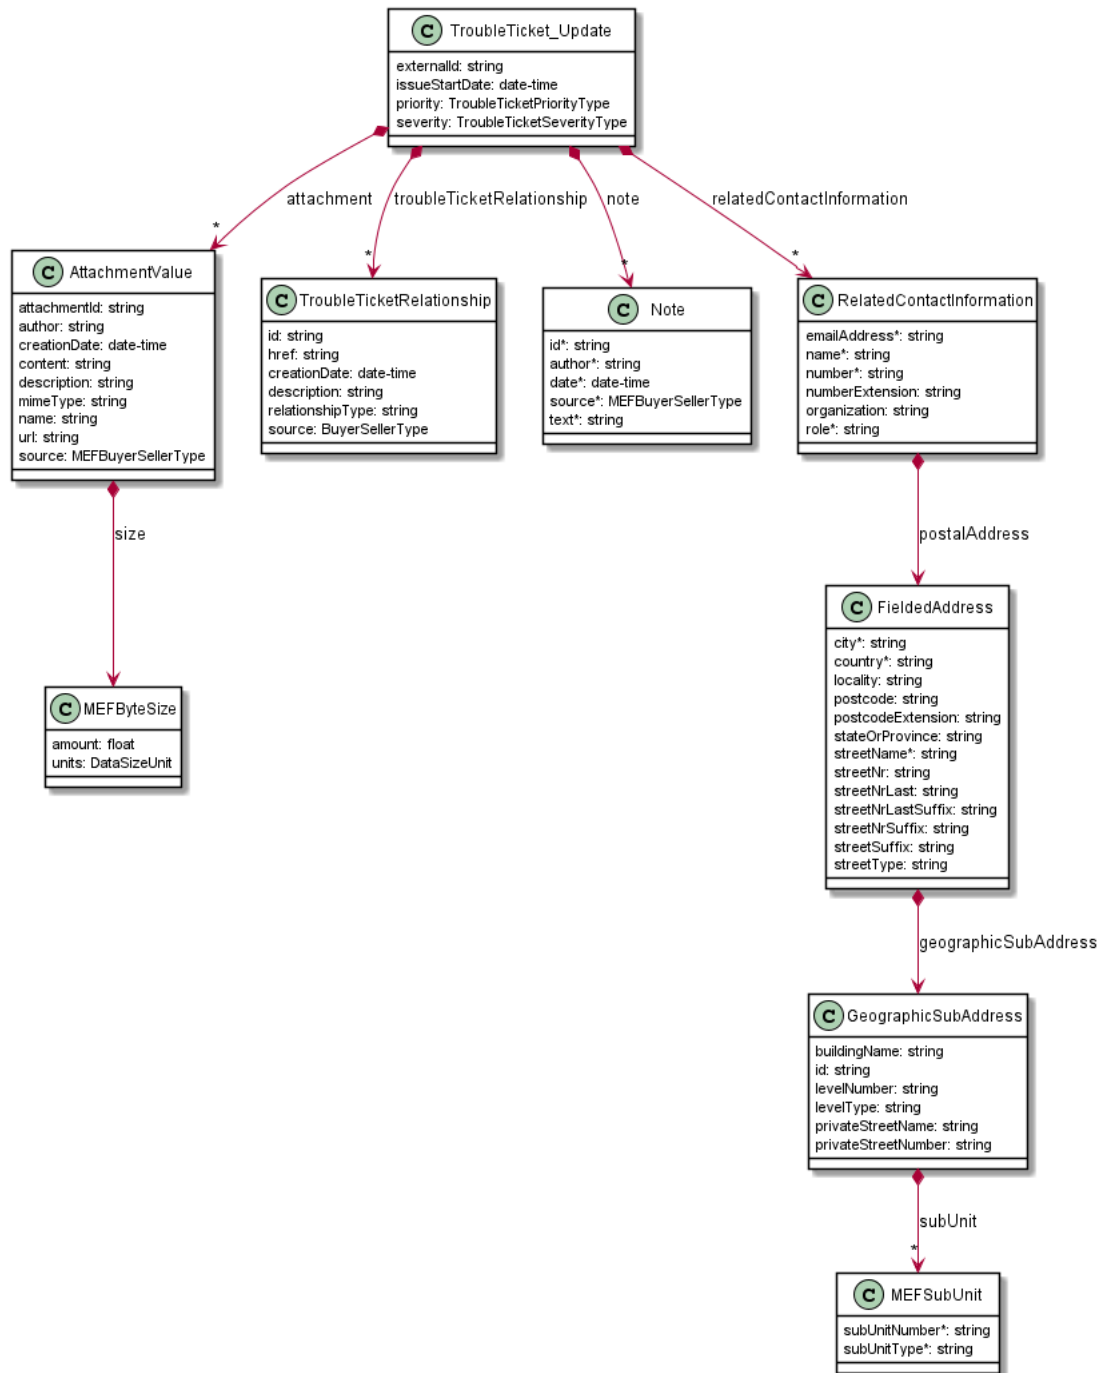 C TroubleTicket_Update
externalId: string
issueStartDate: date-time
priority: TroubleTicketPriorityType
severity: TroubleTicketSeverityType
attachment
troubleTicketRelationship
note
relatedContactInformation
*
*
*
*
C AttachmentValue
attachmentId: string
author: string
creationDate: date-time
content: string
description: string
mimeType: string
name: string
url: string
source: MEFBuyerSellerType
C TroubleTicketRelationship
id: string
href: string
creationDate: date-time
description: string
relationshipType: string
source: BuyerSellerType
C Note
id*: string
author*: string
date*: date-time
source*: MEFBuyerSellerType
text*: string
C RelatedContactInformation
emailAddress*: string
name*: string
number*: string
numberExtension: string
organization: string
role*: string
size
postalAddress
C MEFByteSize
amount: float
units: DataSizeUnit
C FieldedAddress
city*: string
country*: string
locality: string
postcode: string
postcodeExtension: string
stateOrProvince: string
streetName*: string
streetNr: string
streetNrLast: string
streetNrLastSuffix: string
streetNrSuffix: string
streetSuffix: string
streetType: string
geographicSubAddress
C GeographicSubAddress
buildingName: string
id: string
levelNumber: string
levelType: string
privateStreetName: string
privateStreetNumber: string
subUnit
*
C MEFSubUnit
subUnitNumber*: string
subUnitType*: string